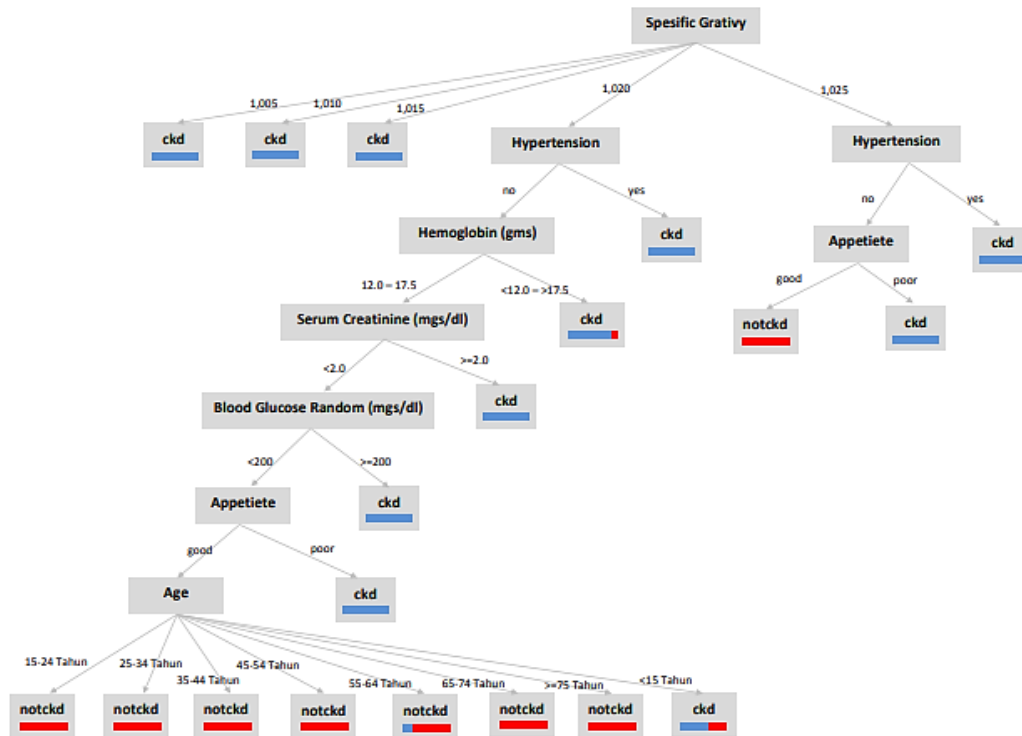 Spesific Grativy
1,005
1,010
1,015
1,020
1,025
ckd
ckd
ckd
Hypertension
Hypertension
no
yes
no
yes
Hemoglobin (gms)
ckd
Appetiete
ckd
12.0 – 17.5
<12.0 – >17.5
good
poor
Serum Creatinine (mgs/dl)
ckd
notckd
ckd
<2.0
>=2.0
Blood Glucose Random (mgs/dl)
ckd
<200
>=200
Appetiete
ckd
good
poor
Age
ckd
15-24 Tahun
25-34 Tahun
35-44 Tahun
45-54 Tahun
55-64 Tahun
65-74 Tahun
>=75 Tahun
<15 Tahun
notckd
notckd
notckd
notckd
notckd
notckd
notckd
ckd